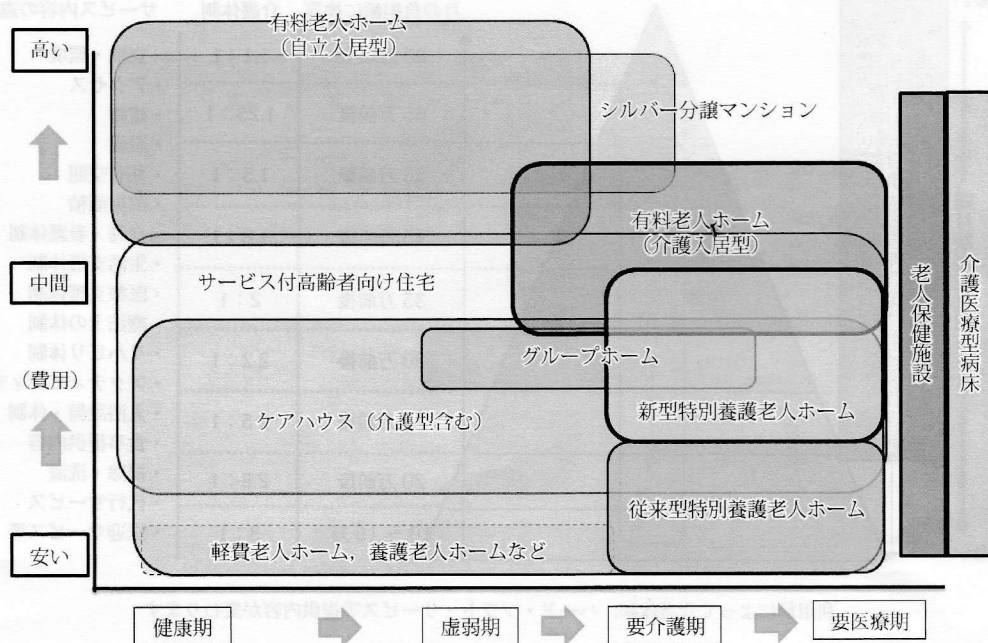 高い
中間
(費用)
安い
有料老人ホーム
(自立入居型)
シルバー分譲マンション
有料老人ホーム
(介護入居型)
サービス付高齢者向け住宅
グループホーム
新型特別養護老人ホーム
ケアハウス(介護型含む)
従来型特別養護老人ホーム
軽費老人ホーム,養護老人ホームなど
老人保健施設
介護医療型病床
健康期
虚弱期
要介護期
要医療期